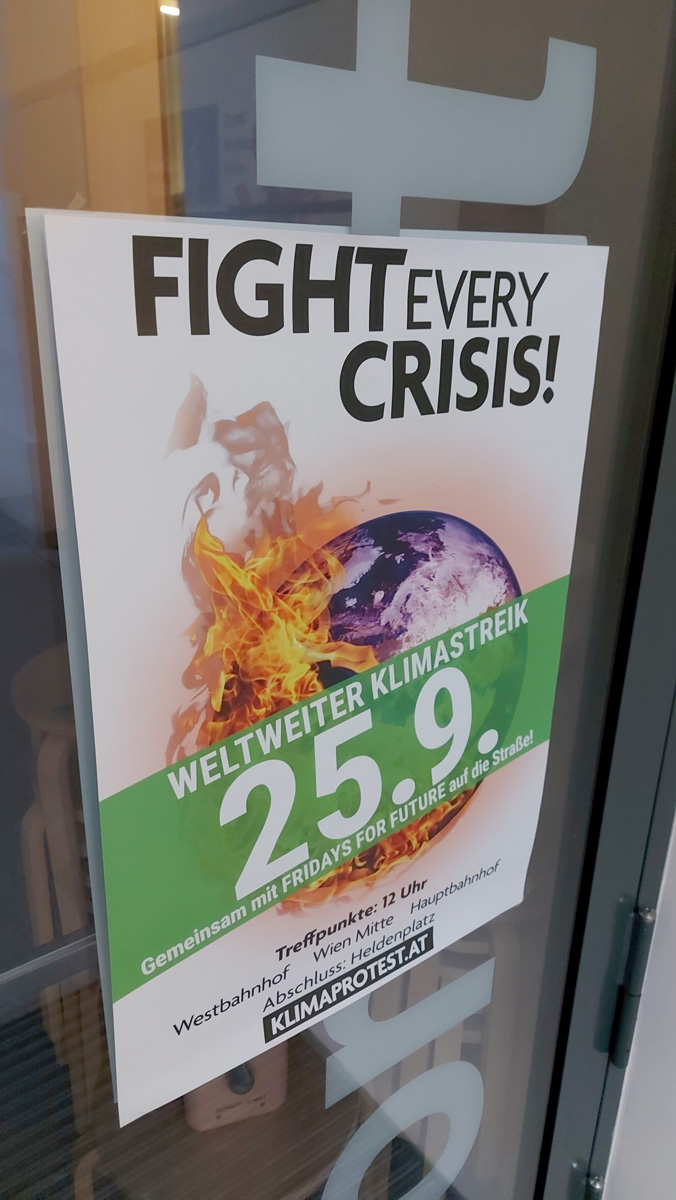 t
FIGHT EVERY
CRISIS!
WELTWEITER KLIMASTREIK
25.9.
Gemeinsam mit FRIDAYS FOR FUTURE auf die Straße!
Treffpunkte: 12 Uhr
Westbahnhof Wien Mitte Hauptbahnhof
Abschluss: Heldenplatz
KLIMAPROTEST.AT